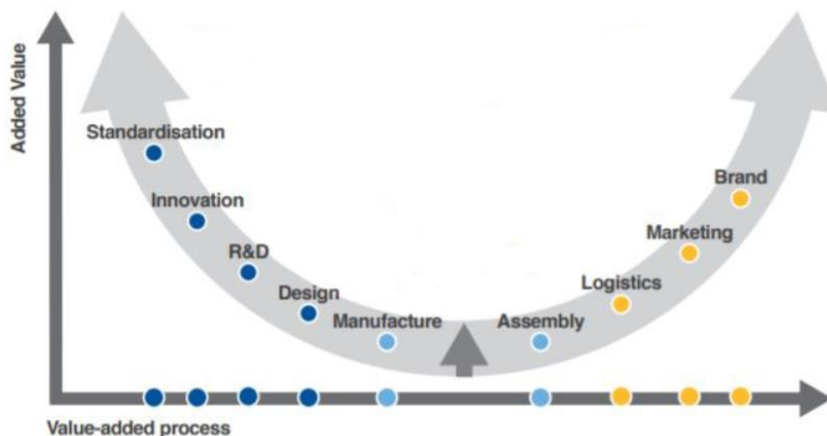 Added Value
Standardisation
Innovation
R&D
Design
Manufacture
Assembly
Logistics
Marketing
Brand
Value-added process